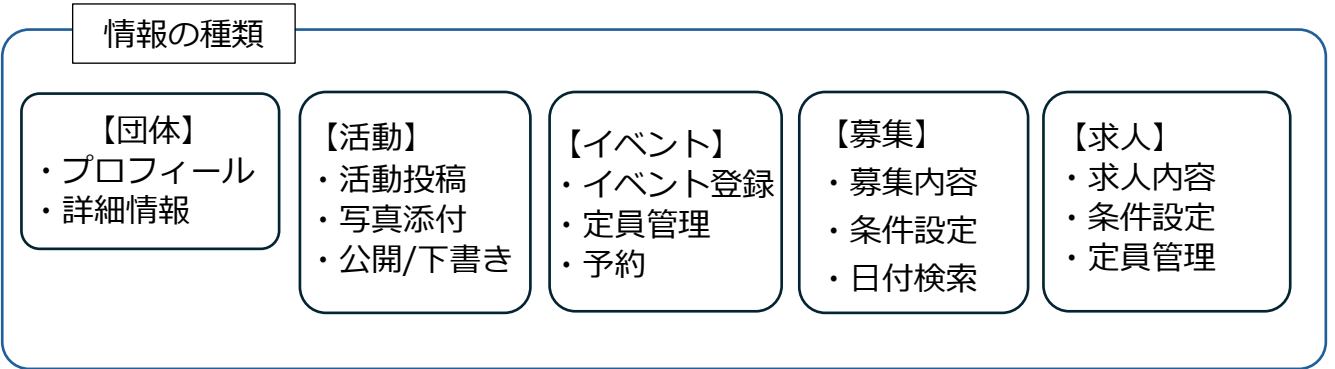 情報の種類
【団体】
・プロフィール
・詳細情報
【活動】
・活動投稿
・写真添付
・公開/下書き
【イベント】
・イベント登録
・定員管理
・予約
【募集】
・募集内容
・条件設定
・日付検索
【求人】
・求人内容
・条件設定
・定員管理